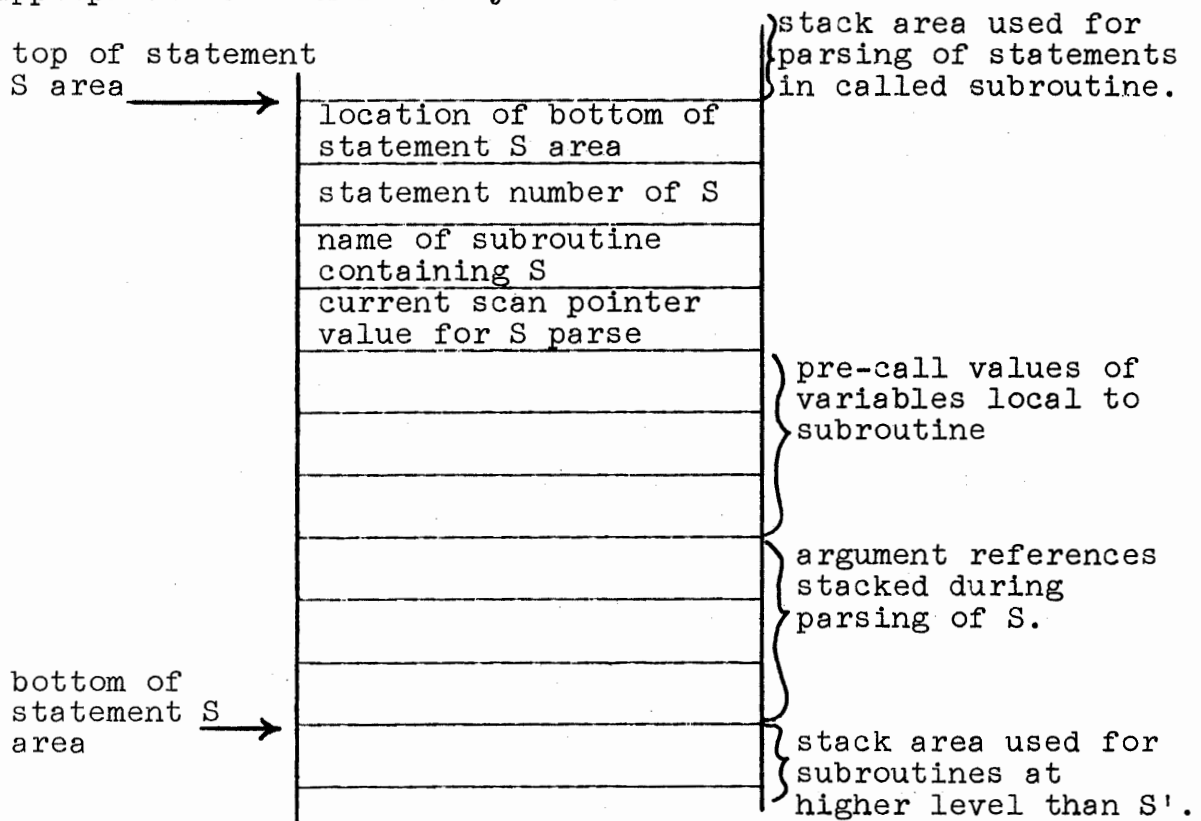 stack area used for
parsing of statements
in called subroutine.
top of statement
S area
location of bottom of
statement S area
statement number of S
name of subroutine
containing S
current scan pointer
value for S parse
pre-call values of
variables local to
subroutine
argument references
stacked during
parsing of S.
bottom of
statement S
area
stack area used for
subroutines at
higher level than S'.